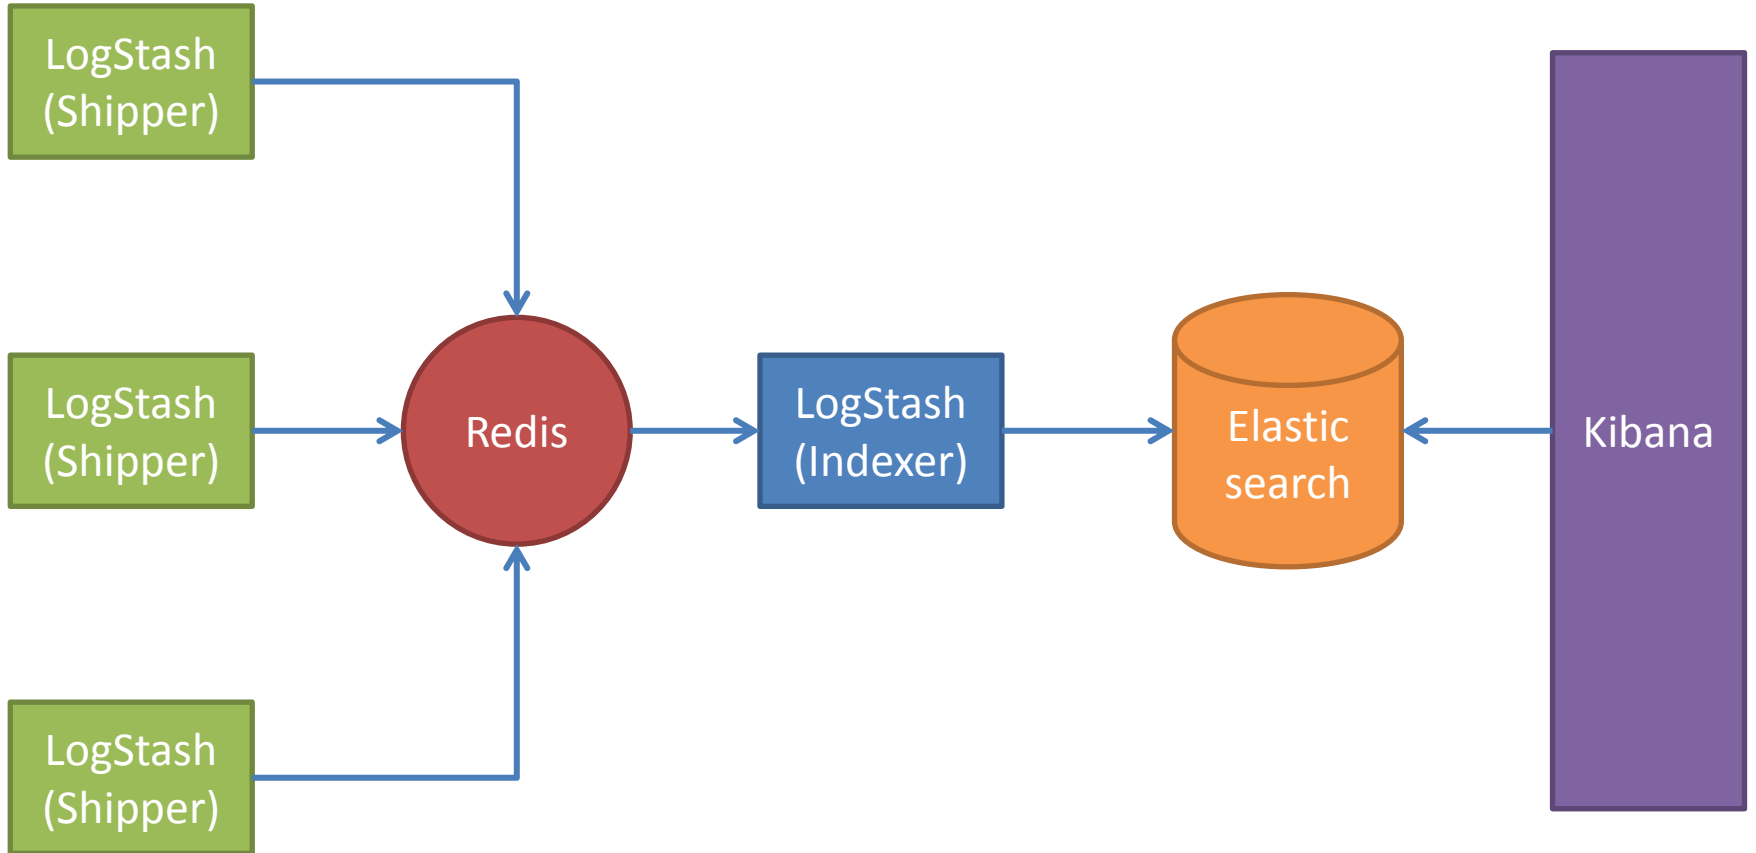 LogStash
(Shipper)
LogStash
(Shipper)
Redis
LogStash
(Indexer)
Elastic
search
Kibana
LogStash
(Shipper)